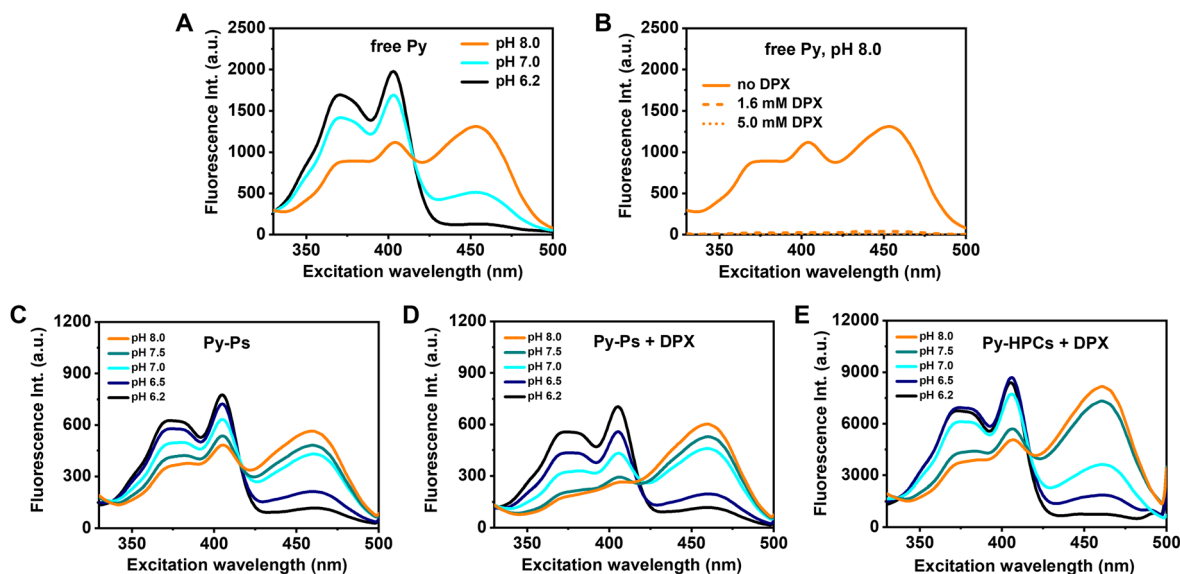 A
free Py
pH 8.0
pH 7.0
pH 6.2
Fluorescence Int. (a.u.)
2500
2000
1500
1000
500
0
350
400
450
500
Excitation wavelength (nm)
B
free Py, pH 8.0
no DPX
1.6 mM DPX
5.0 mM DPX
Fluorescence Int. (a.u.)
2500
2000
1500
1000
500
0
350
400
450
500
Excitation wavelength (nm)
C
Py-Ps
pH 8.0
pH 7.5
pH 7.0
pH 6.5
pH 6.2
Fluorescence Int. (a.u.)
1200
900
600
300
0
350
400
450
500
Excitation wavelength (nm)
D
Py-Ps + DPX
pH 8.0
pH 7.5
pH 7.0
pH 6.5
pH 6.2
Fluorescence Int. (a.u.)
1200
900
600
300
0
350
400
450
500
Excitation wavelength (nm)
E
Py-HPCs + DPX
pH 8.0
pH 7.5
pH 7.0
pH 6.5
pH 6.2
Fluorescence Int. (a.u.)
12000
9000
6000
3000
0
350
400
450
500
Excitation wavelength (nm)